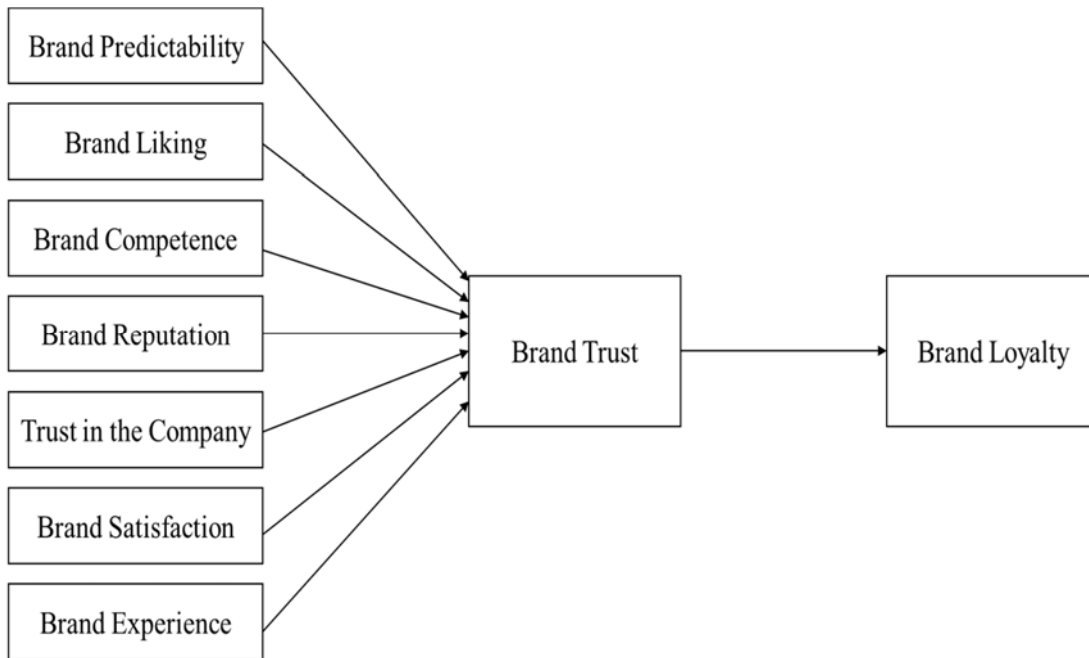 Brand Predictability
Brand Liking
Brand Competence
Brand Reputation
Trust in the Company
Brand Satisfaction
Brand Experience
Brand Trust
Brand Loyalty